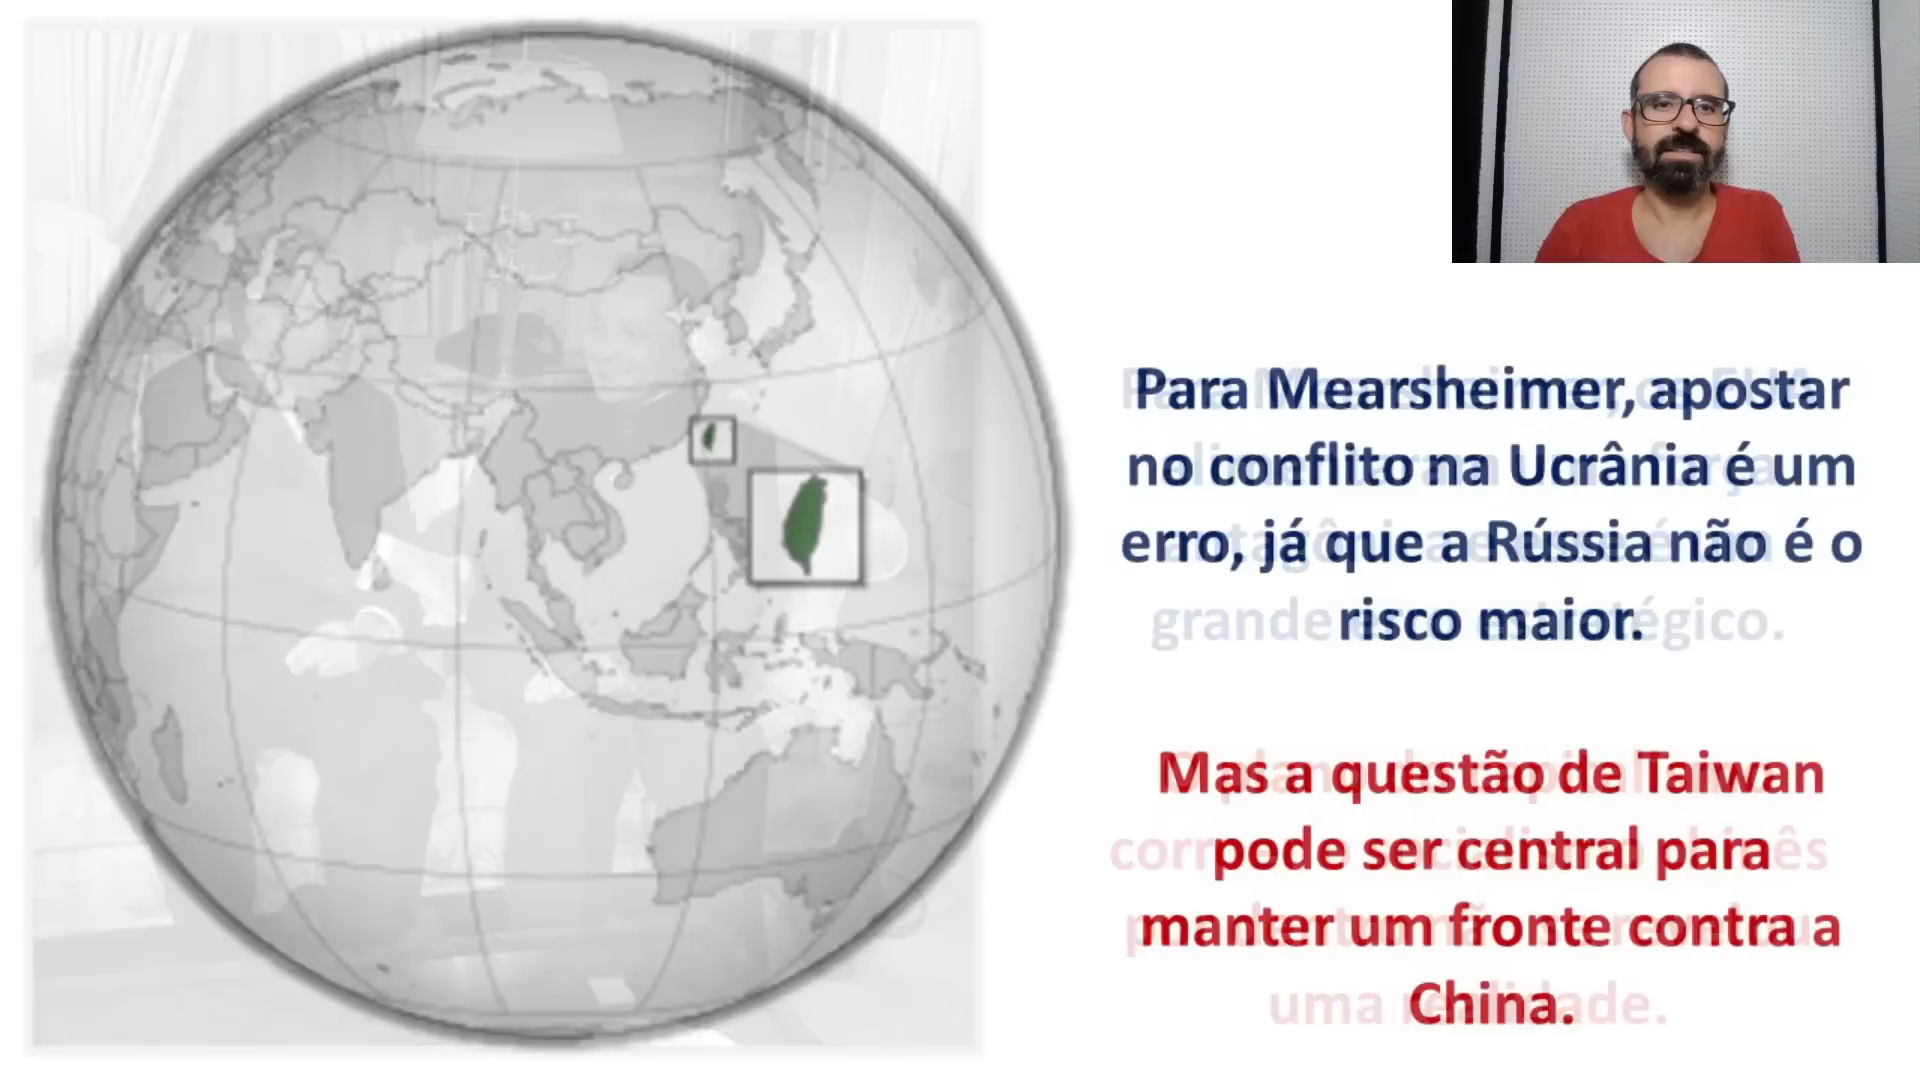 Para Mearsheimer, apostar
no conflito na Ucrânia é um
erro, já que a Rússia não é o
risco maior.
Mas a questão de Taiwan
pode ser central para
manter um fronte contra a
China.